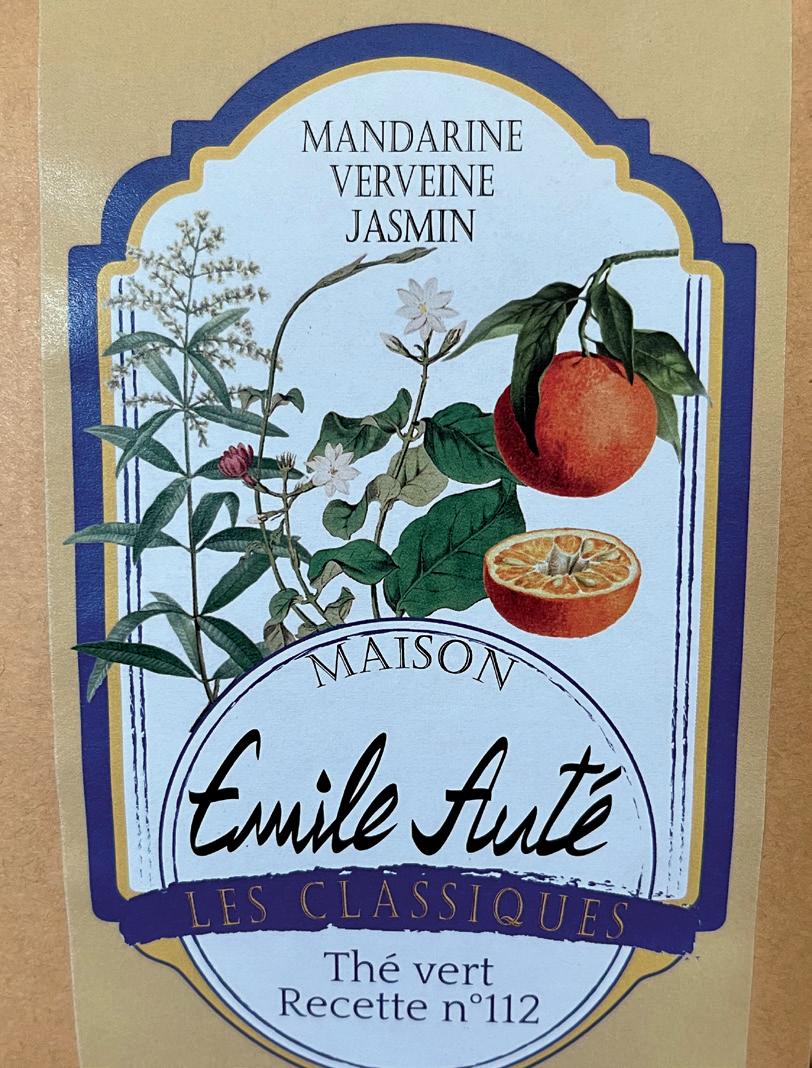 MANDARINE
VERVEINE
JASMIN
MAISON
Emile Auté
LES CLASSIQUES
Thé vert
Recette n°112